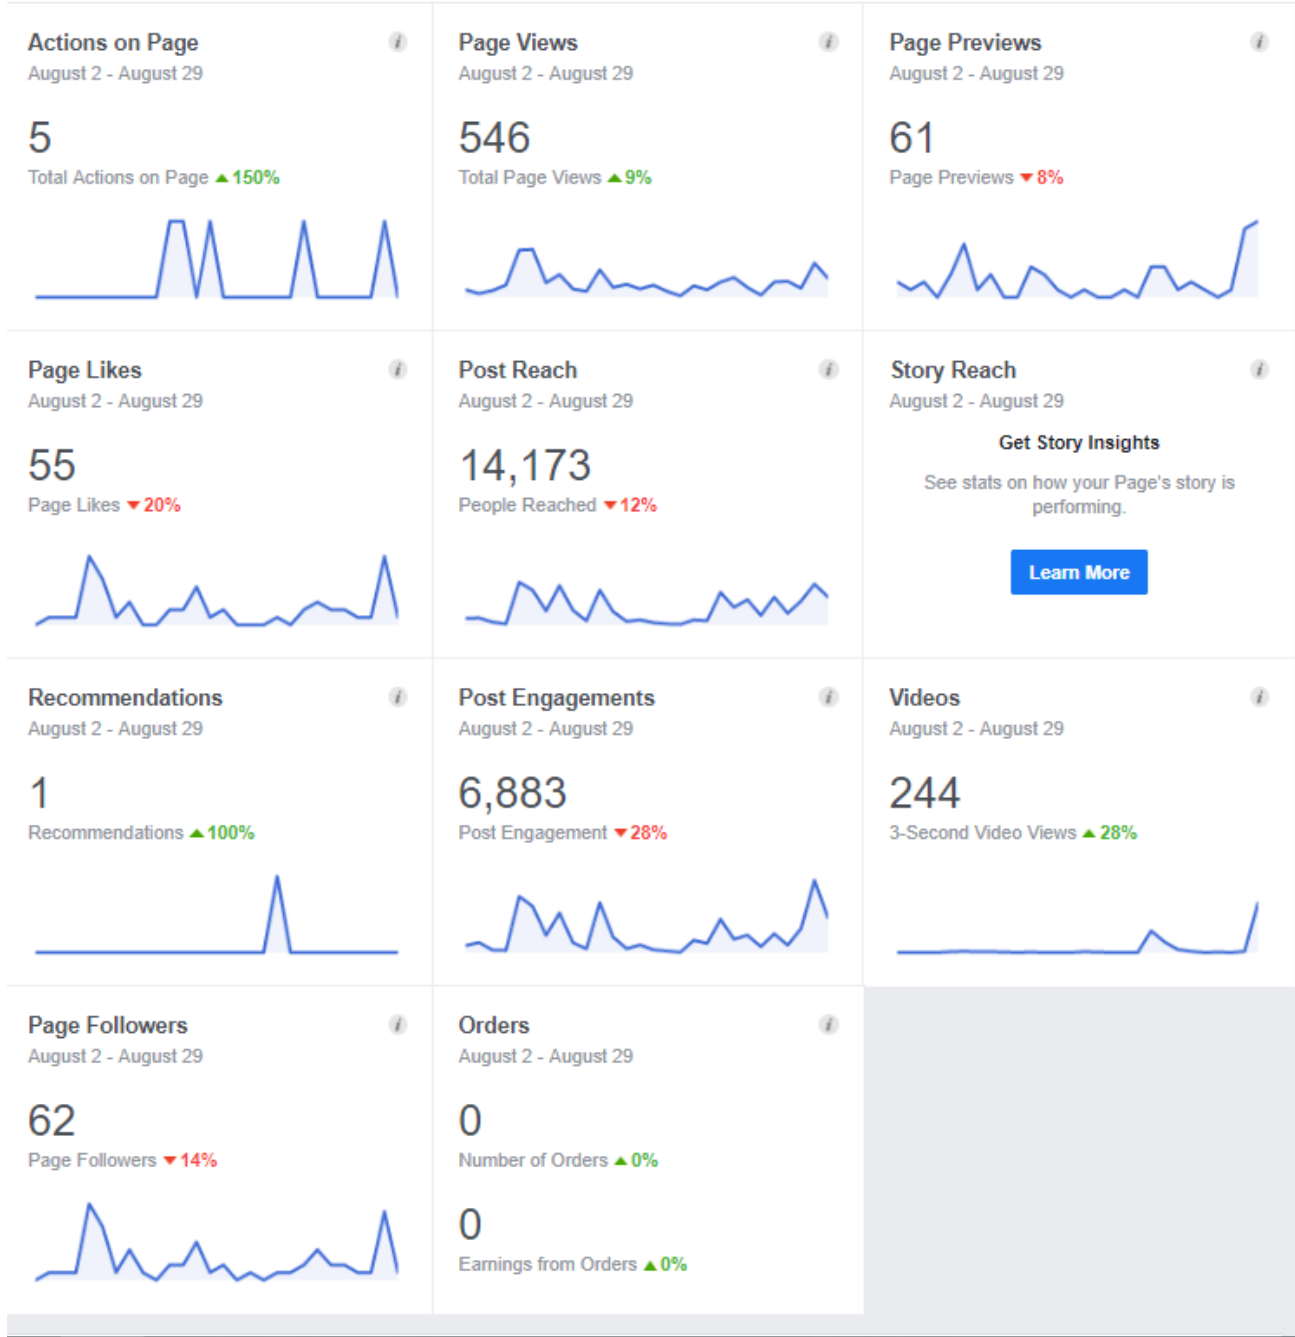 Actions on Page
August 2 - August 29
5
Total Actions on Page ▲ 150%
Page Views
August 2 - August 29
546
Total Page Views ▲ 9%
Page Previews
August 2 - August 29
61
Page Previews ▼ 8%
Page Likes
August 2 - August 29
55
Page Likes ▼ 20%
Post Reach
August 2 - August 29
14,173
People Reached ▼ 12%
Story Reach
August 2 - August 29
Get Story Insights
See stats on how your Page's story is
performing.
Learn More
Recommendations
August 2 - August 29
1
Recommendations ▲ 100%
Post Engagements
August 2 - August 29
6,883
Post Engagement ▼ 28%
Videos
August 2 - August 29
244
3-Second Video Views ▲ 28%
Page Followers
August 2 - August 29
62
Page Followers ▼ 14%
Orders
August 2 - August 29
0
Number of Orders ▲ 0%
0
Earnings from Orders ▲ 0%